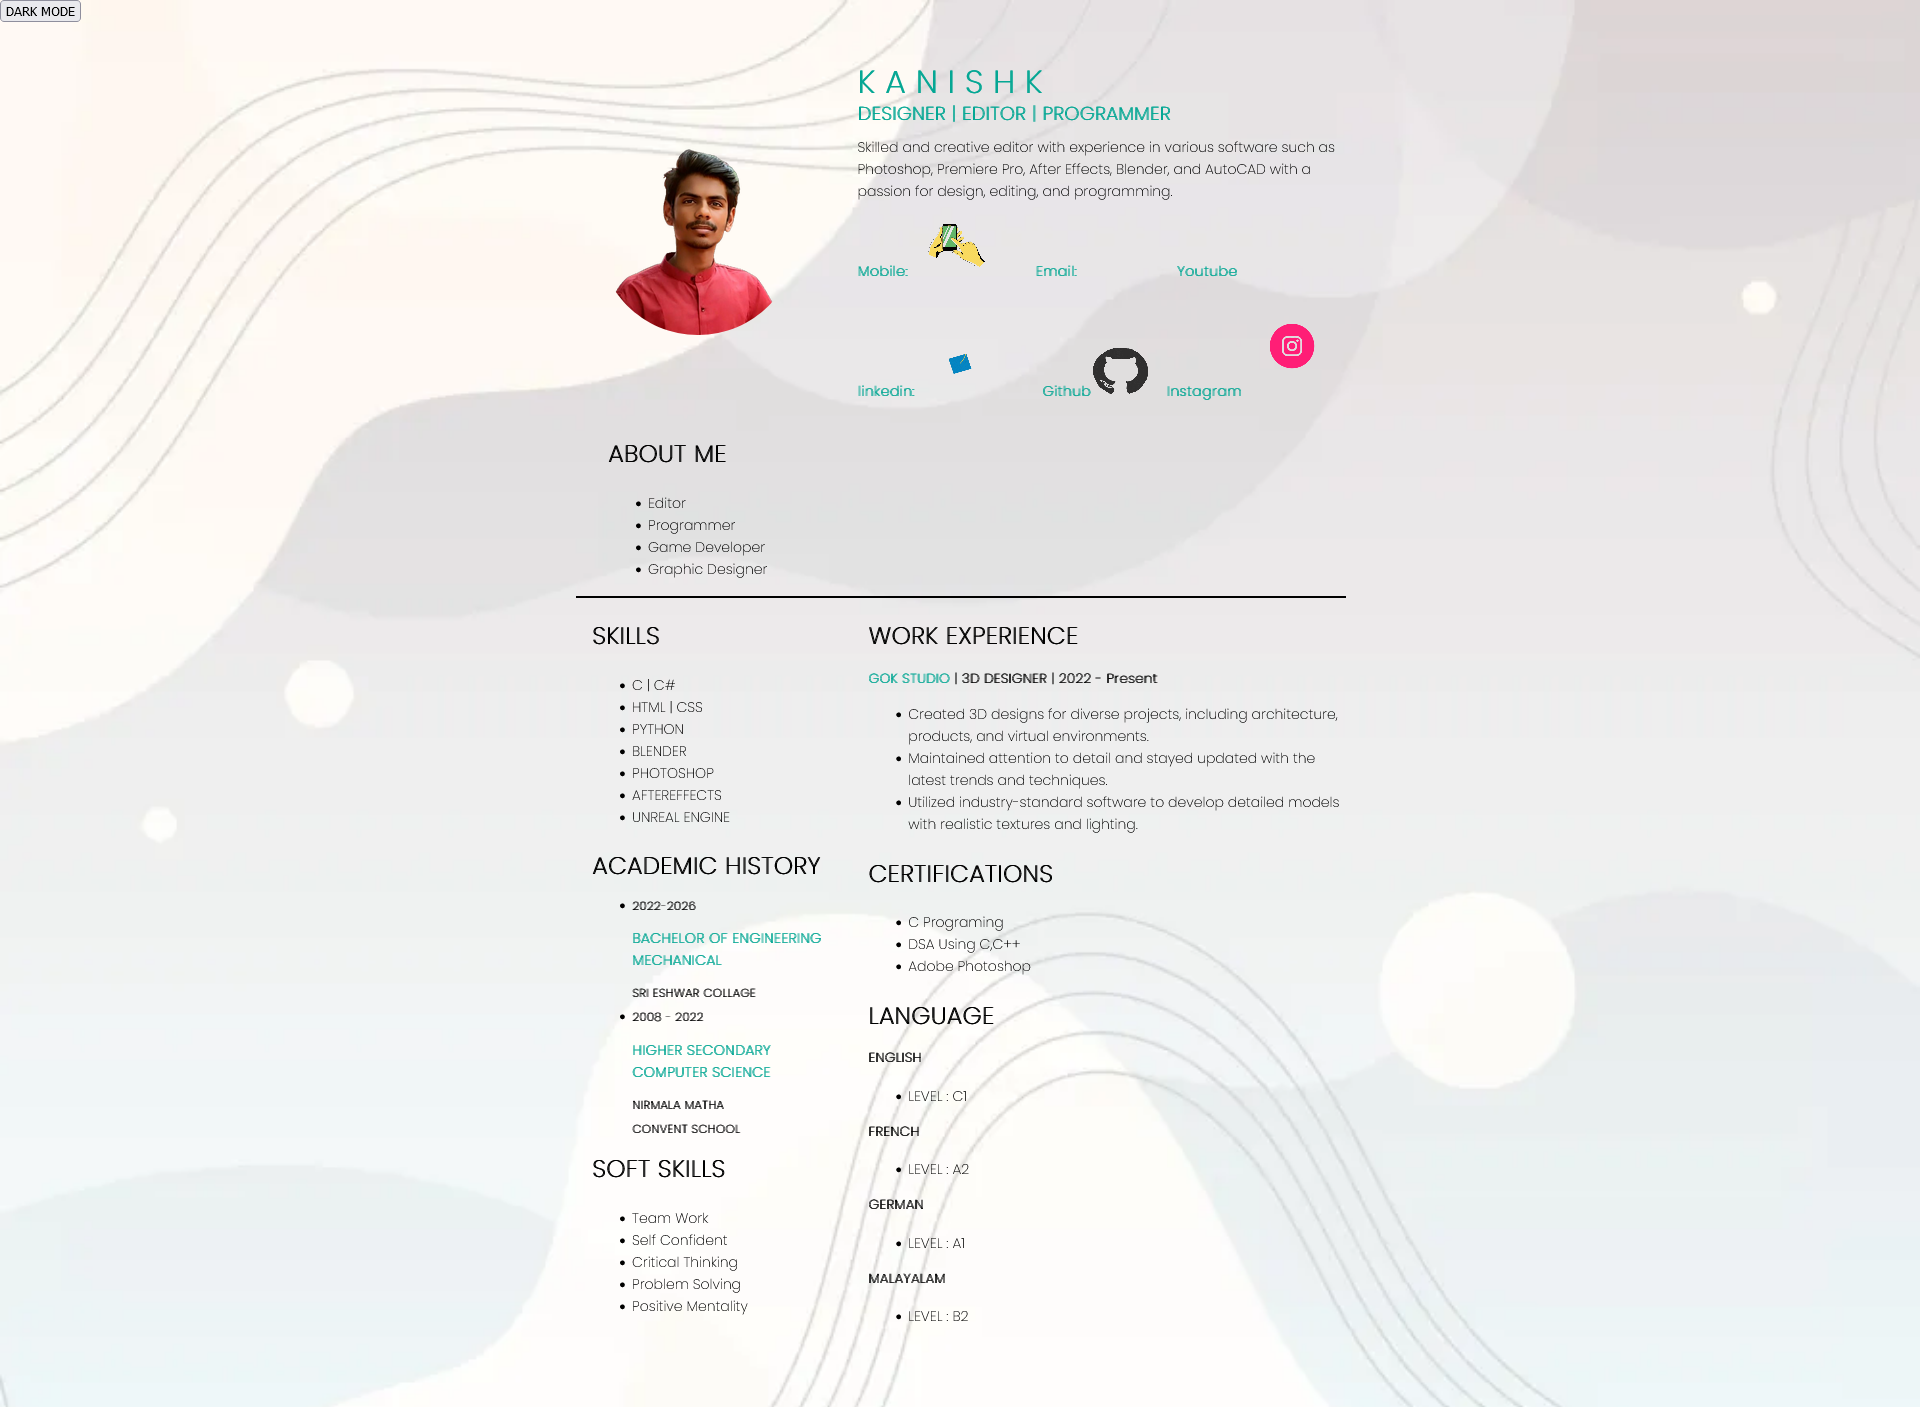 DARK MODE
KANISHK
DESIGNER | EDITOR | PROGRAMMER
Skilled and creative editor with experience in various software such as
Photoshop, Premiere Pro, After Effects, Blender, and AutoCAD with a
passion for design, editing, and programming.
Mobile: Email: Youtube
linkedin: Github Instagram
ABOUT ME
• Editor
• Programmer
• Game Developer
• Graphic Designer
SKILLS
• C | C#
• HTML | CSS
• PYTHON
• BLENDER
• PHOTOSHOP
• AFTEREFFECTS
• UNREAL ENGINE
ACADEMIC HISTORY
• 2022-2026
BACHELOR OF ENGINEERING
MECHANICAL
SRI ESHWAR COLLAGE
• 2008 - 2022
HIGHER SECONDARY
COMPUTER SCIENCE
NIRMALA MATHA
CONVENT SCHOOL
SOFT SKILLS
• Team Work
• Self Confident
• Critical Thinking
• Problem Solving
• Positive Mentality
WORK EXPERIENCE
GOK STUDIO | 3D DESIGNER | 2022 - Present
• Created 3D designs for diverse projects, including architecture,
products, and virtual environments.
• Maintained attention to detail and stayed updated with the
latest trends and techniques.
• Utilized industry-standard software to develop detailed models
with realistic textures and lighting.
CERTIFICATIONS
• C Programing
• DSA Using C,C++
• Adobe Photoshop
LANGUAGE
ENGLISH
• LEVEL : C1
FRENCH
• LEVEL : A2
GERMAN
• LEVEL : A1
MALAYALAM
• LEVEL : B2